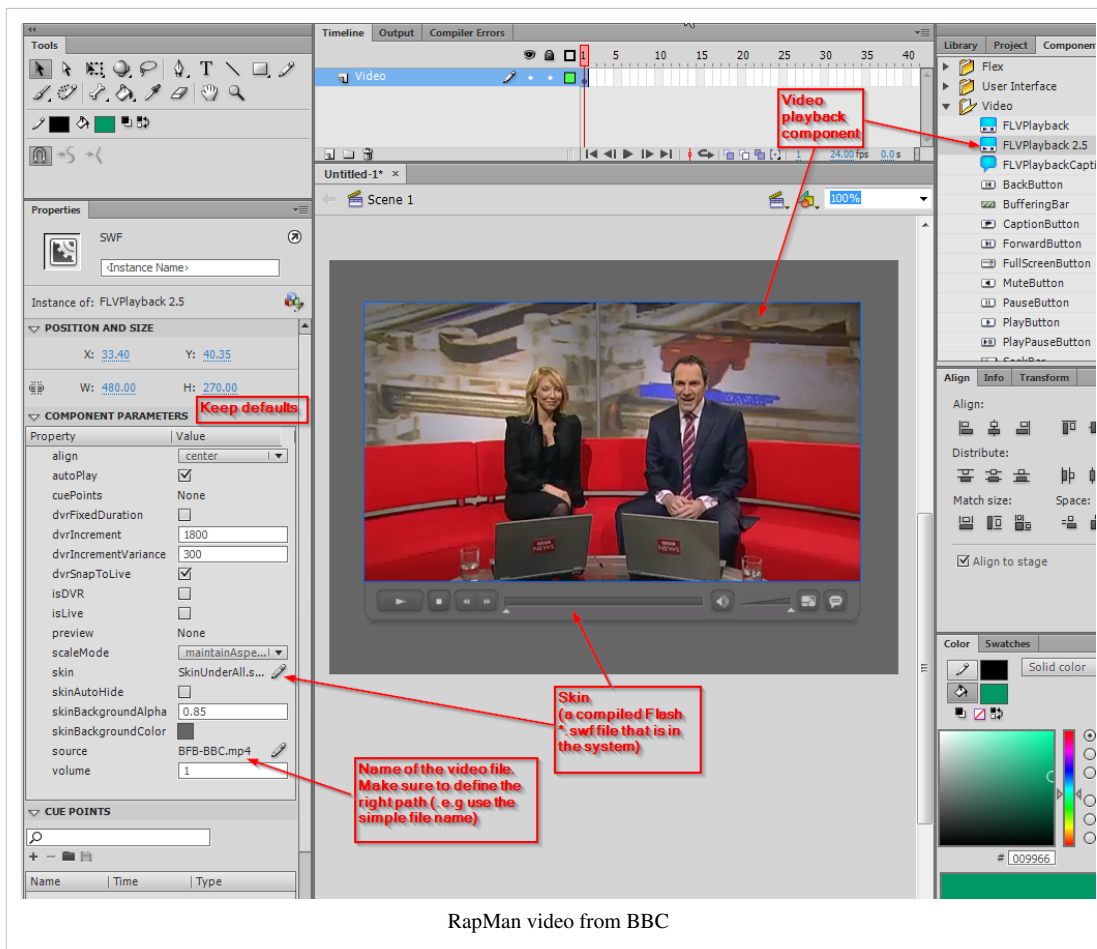 Tools
Properties
SWF
<Instance Name>
Instance of: FLVPlayback 2.5
POSITION AND SIZE
X: 33.40 Y: 40.35
W: 480.00 H: 270.00
COMPONENT PARAMETERS
Keep defaults
Property Value
align center
autoPlay
cuePoints None
dvrFixedDuration
dvrIncrement 1800
dvrIncrementVariance 300
dvrSnapToLive
isDVR
isLive
preview None
scaleMode maintainAspe...
skin SkinUnderAll.s...
skinAutoHide
skinBackgroundAlpha 0.85
skinBackgroundColor
source BFB-BBC.mp4
volume 1
CUE POINTS
Name Time Type
Timeline Output Compiler Errors
1 5 10 15 20 25 30 35 40
Video
1 24.00 fps 0.0 s
Untitled-1* ×
Scene 1
100%
Video
playback
component
NEWS
NEWS
Skin
(a compiled Flash
*.swf file that is in
the system)
Name of the video file.
Make sure to define the
right path (.e.g use the
simple file name)
Library Project Componen
Flex
User Interface
Video
FLVPlayback
FLVPlayback 2.5
FLVPlaybackCapti
BackButton
BufferingBar
CaptionButton
ForwardButton
FullScreenButton
MuteButton
PauseButton
PlayButton
PlayPauseButton
SeekBar
Align Info Transform
Align:
Distribute:
Match size: Space:
Align to stage
Color Swatches
Solid color
# 009966
RapMan video from BBC